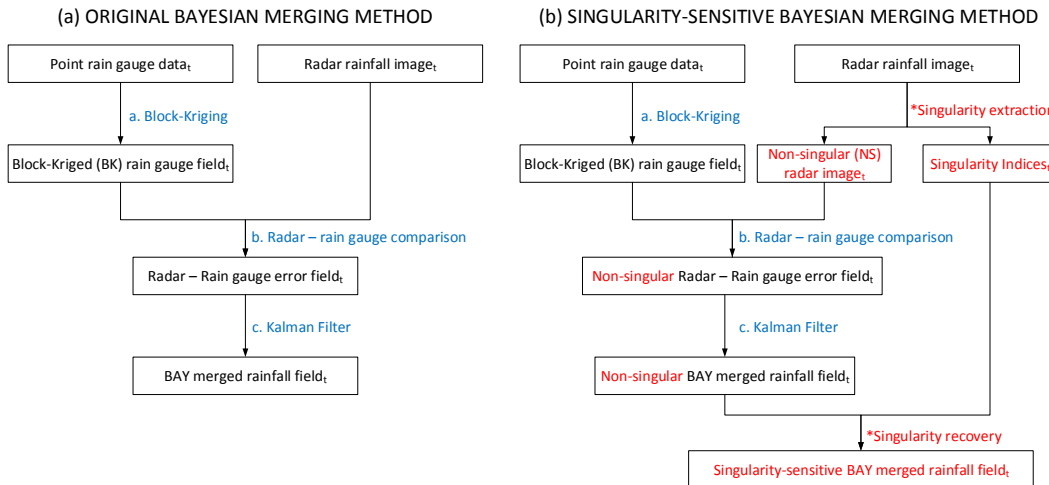 (a) ORIGINAL BAYESIAN MERGING METHOD
Point rain gauge dataₜ
Radar rainfall imageₜ
a. Block-Kriging
Block-Kriged (BK) rain gauge fieldₜ
b. Radar – rain gauge comparison
Radar – Rain gauge error fieldₜ
c. Kalman Filter
BAY merged rainfall fieldₜ
(b) SINGULARITY-SENSITIVE BAYESIAN MERGING METHOD
Point rain gauge dataₜ
Radar rainfall imageₜ
a. Block-Kriging
*Singularity extraction
Block-Kriged (BK) rain gauge fieldₜ
Non-singular (NS)
radar imageₜ
Singularity Indicesₜ
b. Radar – rain gauge comparison
Non-singular Radar – Rain gauge error fieldₜ
c. Kalman Filter
Non-singular BAY merged rainfall fieldₜ
*Singularity recovery
Singularity-sensitive BAY merged rainfall fieldₜ